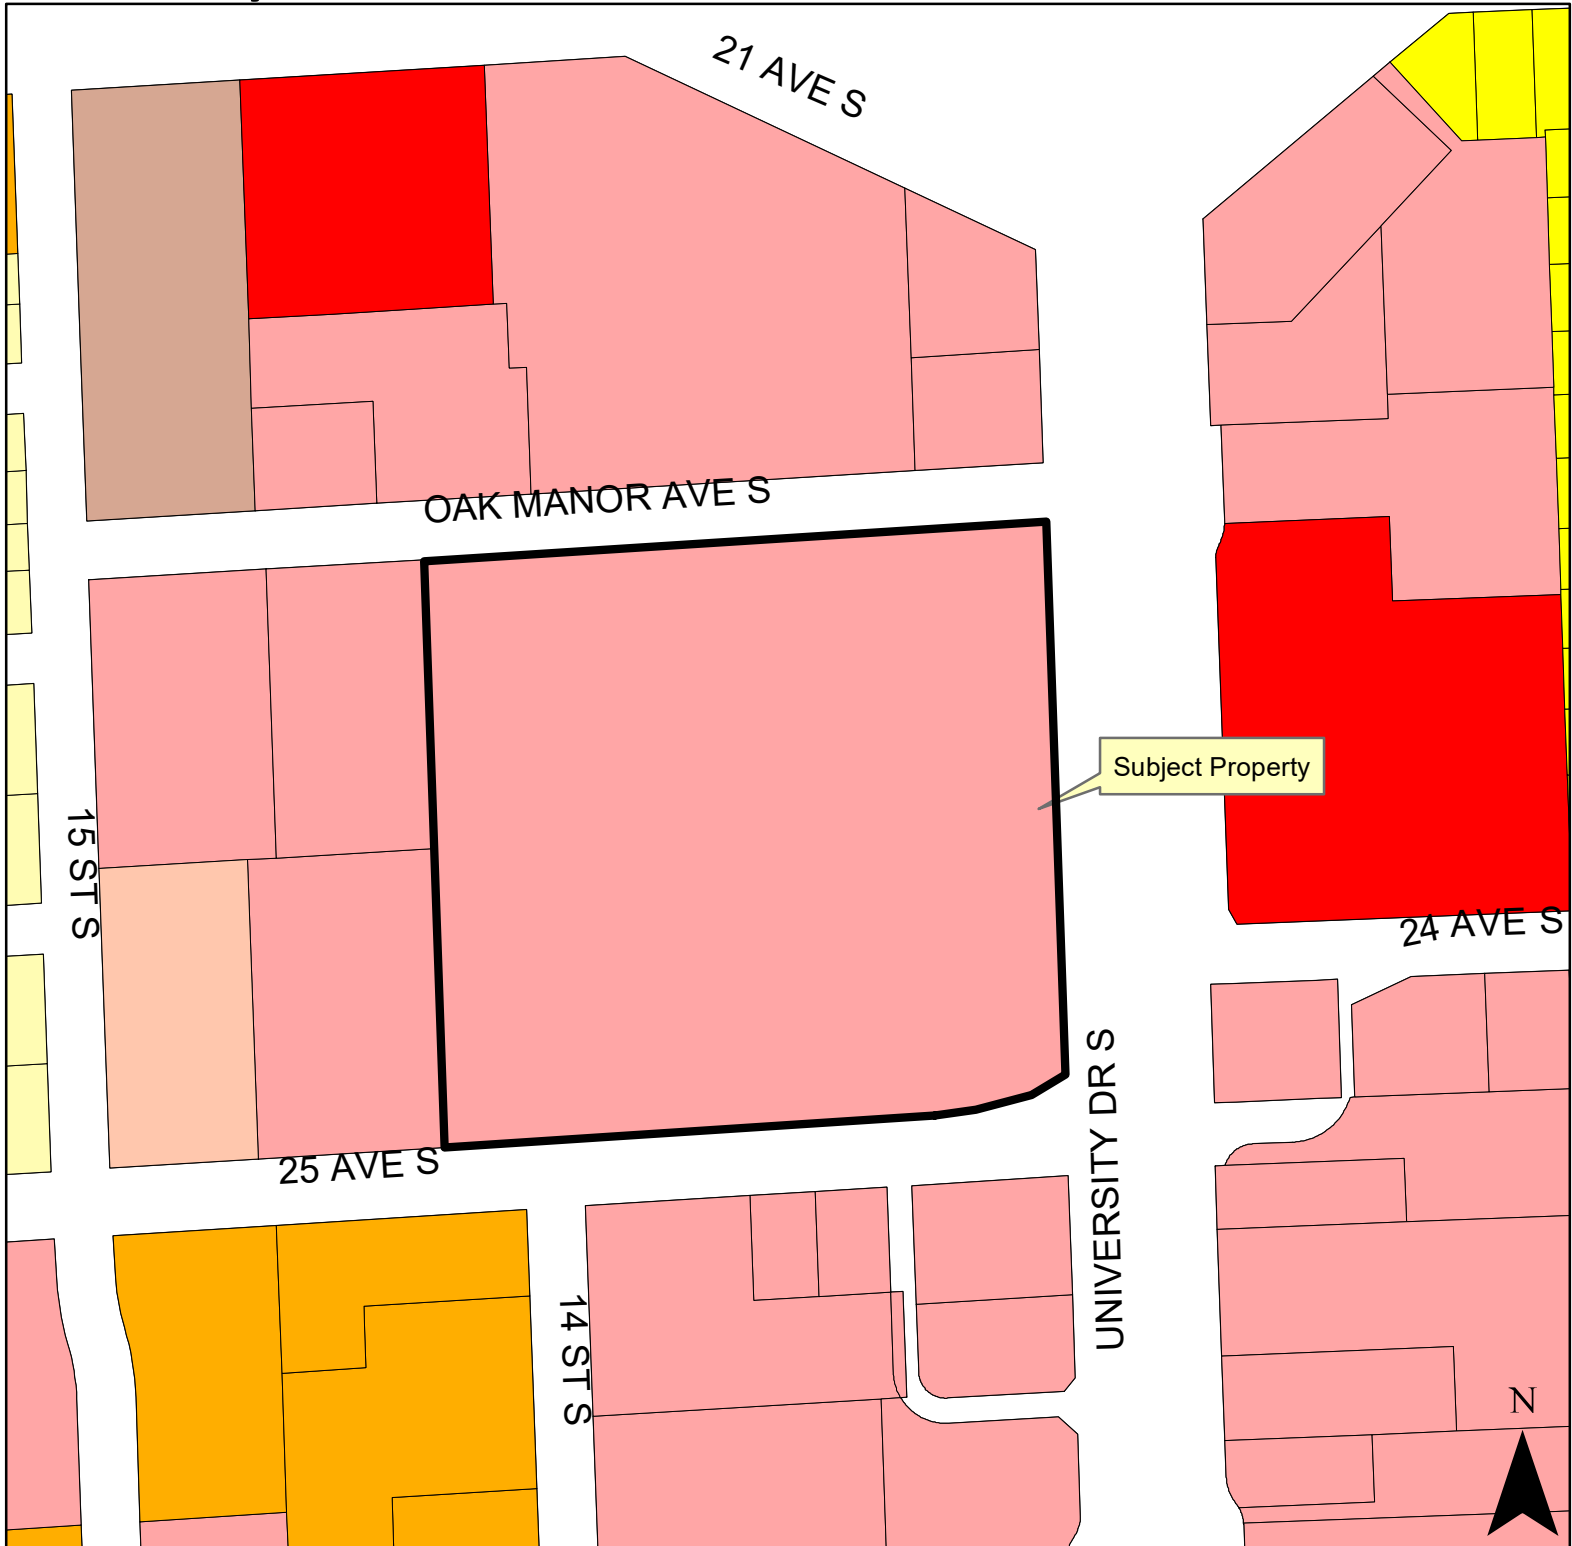 21 AVE S
OAK MANOR AVE S
Subject Property
15 ST S
24 AVE S
UNIVERSITY DR S
25 AVE S
14 ST S
N